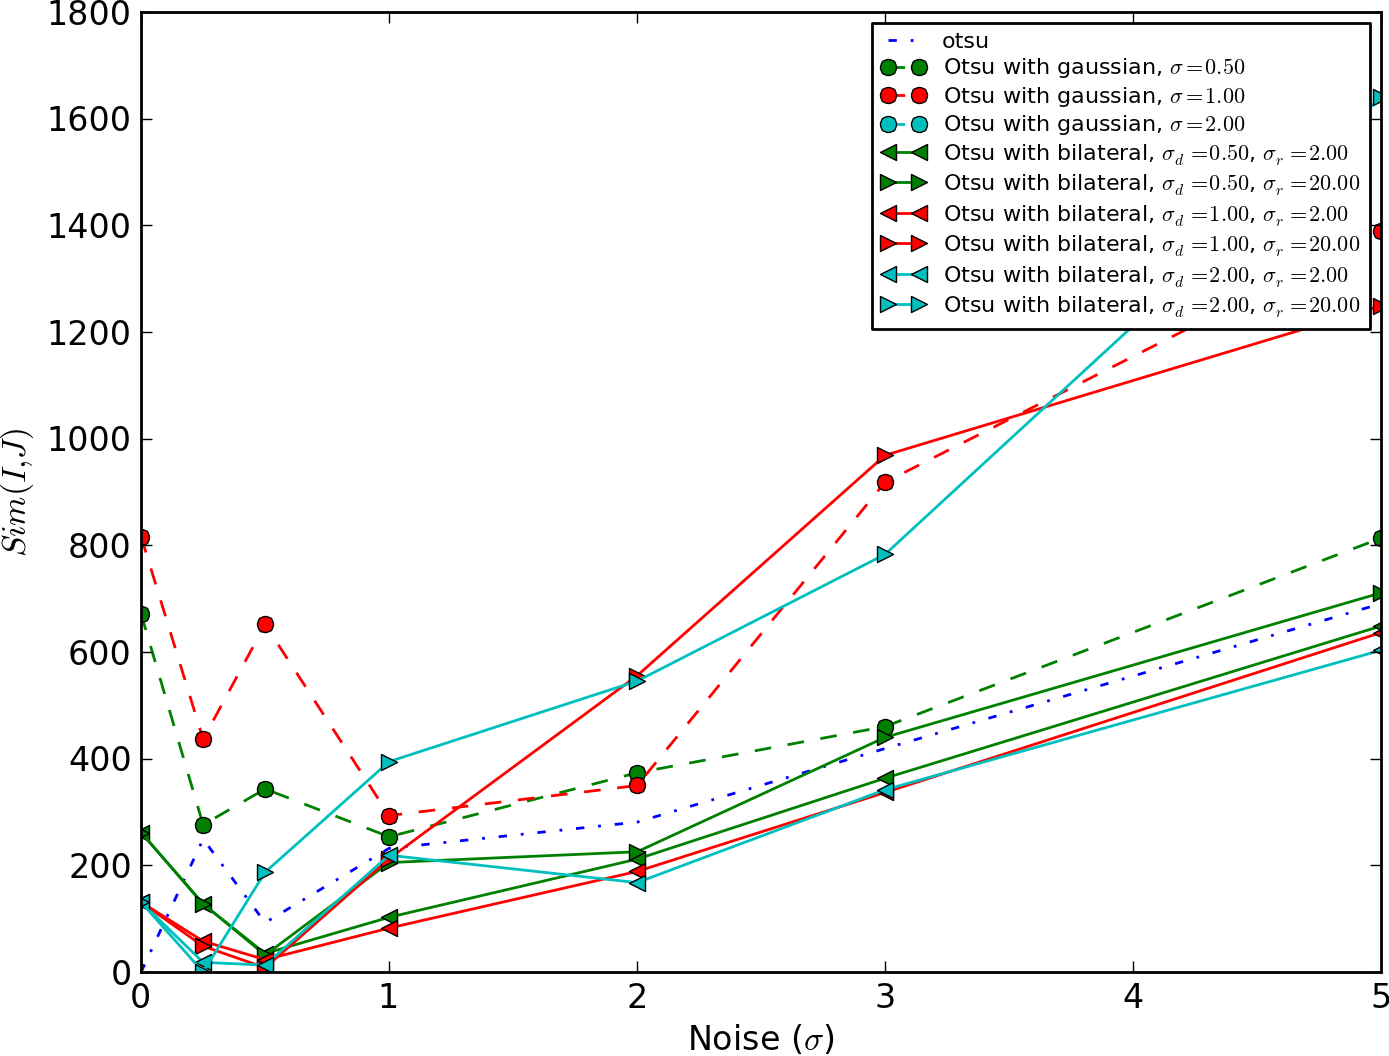 1800
1600
1400
1200
1000
800
600
400
200
0
Sim(I,J)
otsu
Otsu with gaussian, σ=0.50
Otsu with gaussian, σ=1.00
Otsu with gaussian, σ=2.00
Otsu with bilateral, σ_d =0.50, σ_r =2.00
Otsu with bilateral, σ_d =0.50, σ_r =20.00
Otsu with bilateral, σ_d =1.00, σ_r =2.00
Otsu with bilateral, σ_d =1.00, σ_r =20.00
Otsu with bilateral, σ_d =2.00, σ_r =2.00
Otsu with bilateral, σ_d =2.00, σ_r =20.00
0 1 2 3 4 5
Noise (σ)